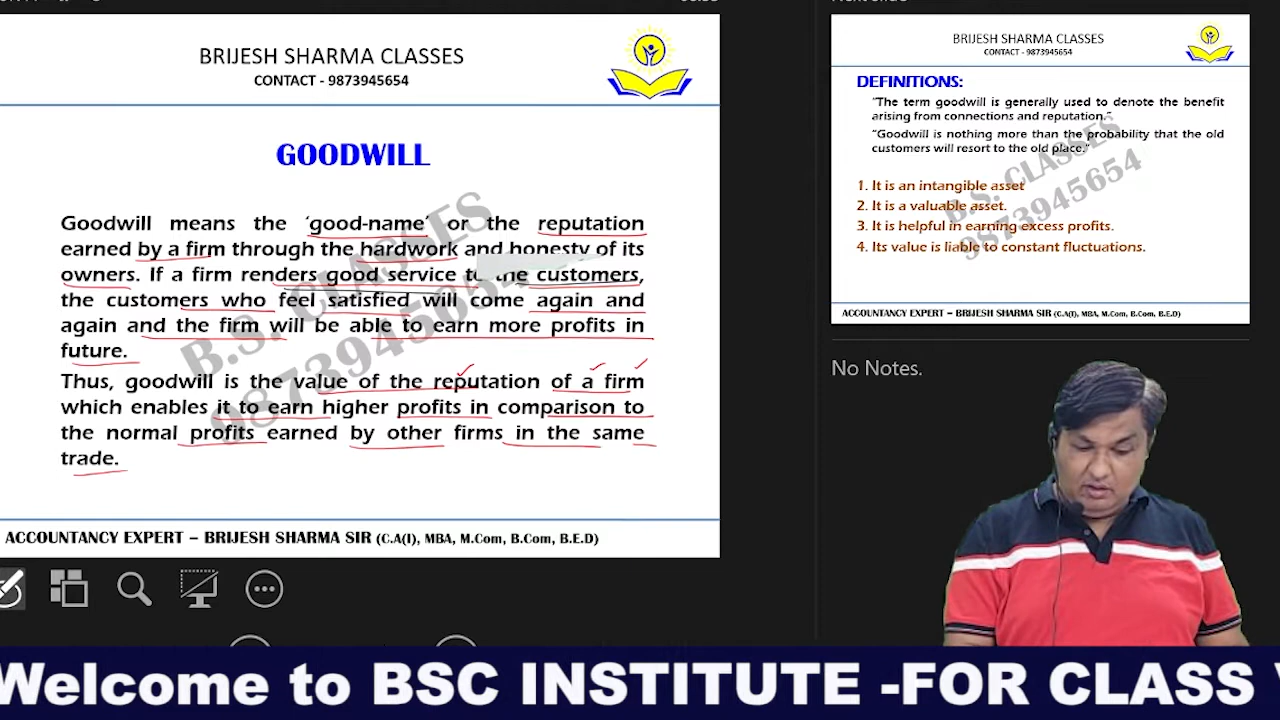 BRIJESH SHARMA CLASSES
CONTACT - 9873945654
GOODWILL
Goodwill means the 'good-name' or the reputation
earned by a firm through the hardwork and honesty of its
owners. If a firm renders good service to the customers,
the customers who feel satisfied will come again and
again and the firm will be able to earn more profits in
future.
Thus, goodwill is the value of the reputation of a firm
which enables it to earn higher profits in comparison to
the normal profits earned by other firms in the same
trade.
B.S. CLASSES
9873945654
ACCOUNTANCY EXPERT – BRIJESH SHARMA SIR (C.A(I), MBA, M.Com, B.Com, B.E.D)
BRIJESH SHARMA CLASSES
CONTACT - 9873945654
DEFINITIONS:
"The term goodwill is generally used to denote the benefit
arising from connections and reputation."
"Goodwill is nothing more than the probability that the old
customers will resort to the old place."
1. It is an intangible asset
2. It is a valuable asset.
3. It is helpful in earning excess profits.
4. Its value is liable to constant fluctuations.
B.S. CLASSES
9873945654
ACCOUNTANCY EXPERT – BRIJESH SHARMA SIR (C.A(I), MBA, M.Com, B.Com, B.E.D)
No Notes.
Welcome to BSC INSTITUTE -FOR CLASS